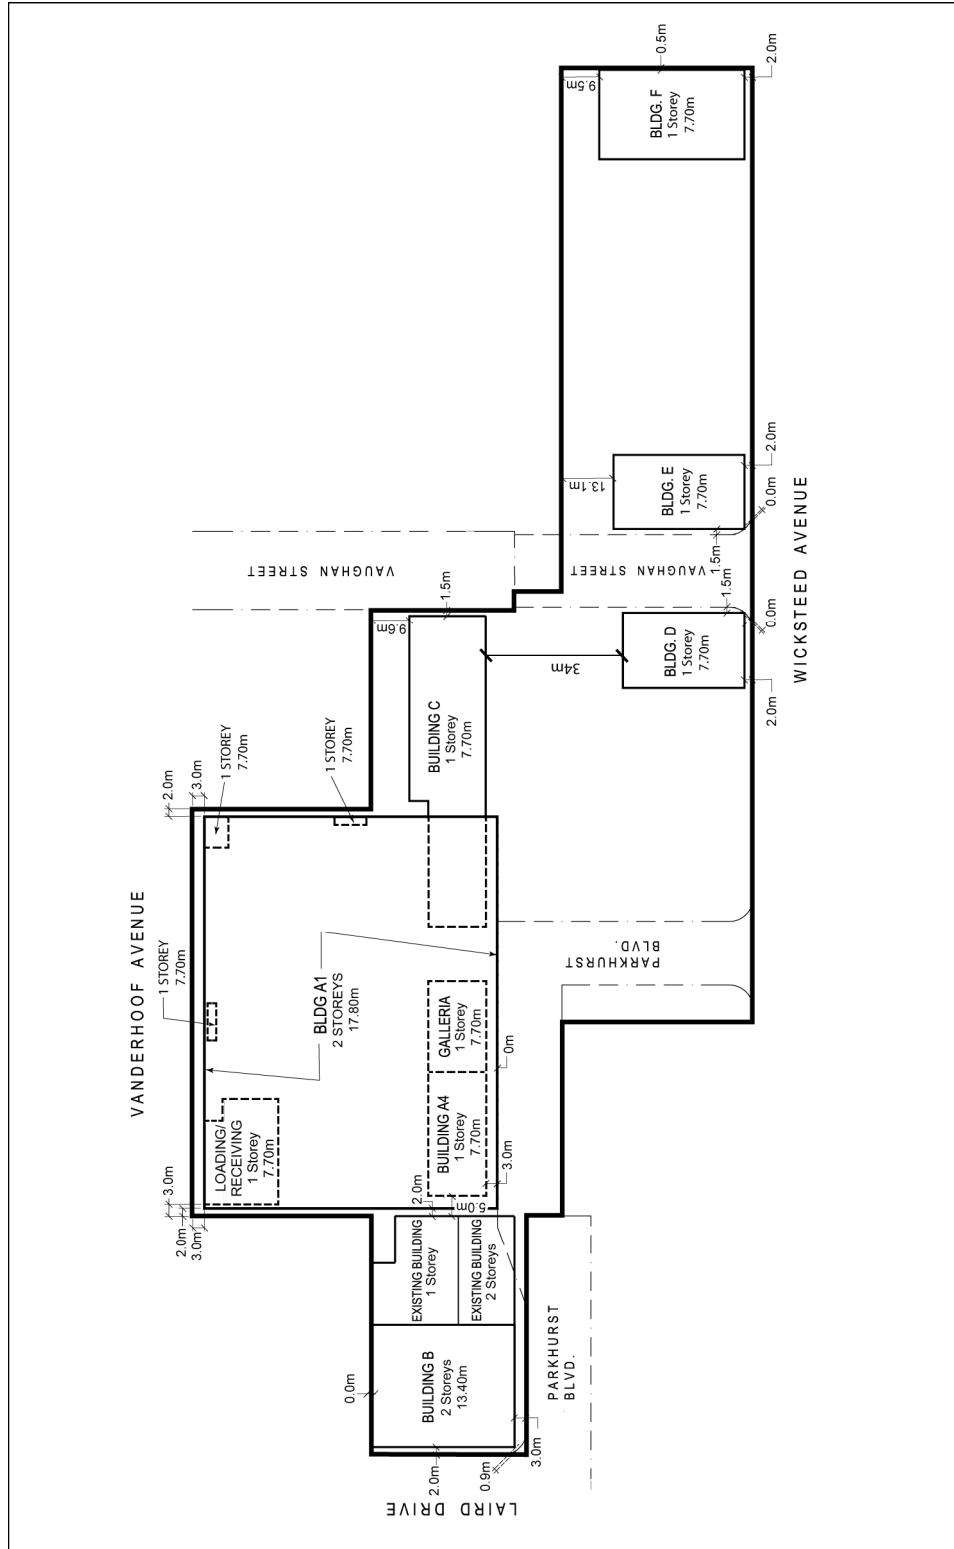 0.5m
2.0m
9.5m
BLDG. F
1 Storey
7.70m
2.0m
13.1m
BLDG. E
1 Storey
7.70m
0.0m
WICKSTEED AVENUE
VAUGHAN STREET
VAUGHAN STREET
1.5m
1.5m
9.6m
0.0m
BLDG. D
1 Storey
7.70m
34m
2.0m
BUILDING C
1 Storey
7.70m
1 STOREY
7.70m
1 STOREY
7.70m
2.0m
3.0m
VANDERHOOF AVENUE
1 STOREY
7.70m
BLDG A1
2 STOREYS
17.80m
PARKHURST
BLVD.
GALLERIA
1 Storey
7.70m
0m
BUILDING A4
1 Storey
7.70m
3.0m
LOADING/
RECEIVING
1 Storey
7.70m
3.0m
2.0m
3.0m
2.0m
5.0m
EXISTING BUILDING
1 Storey
EXISTING BUILDING
2 Storeys
0.0m
BUILDING B
2 Storeys
13.40m
PARKHURST
BLVD.
3.0m
2.0m
0.9m
LAIRD DRIVE